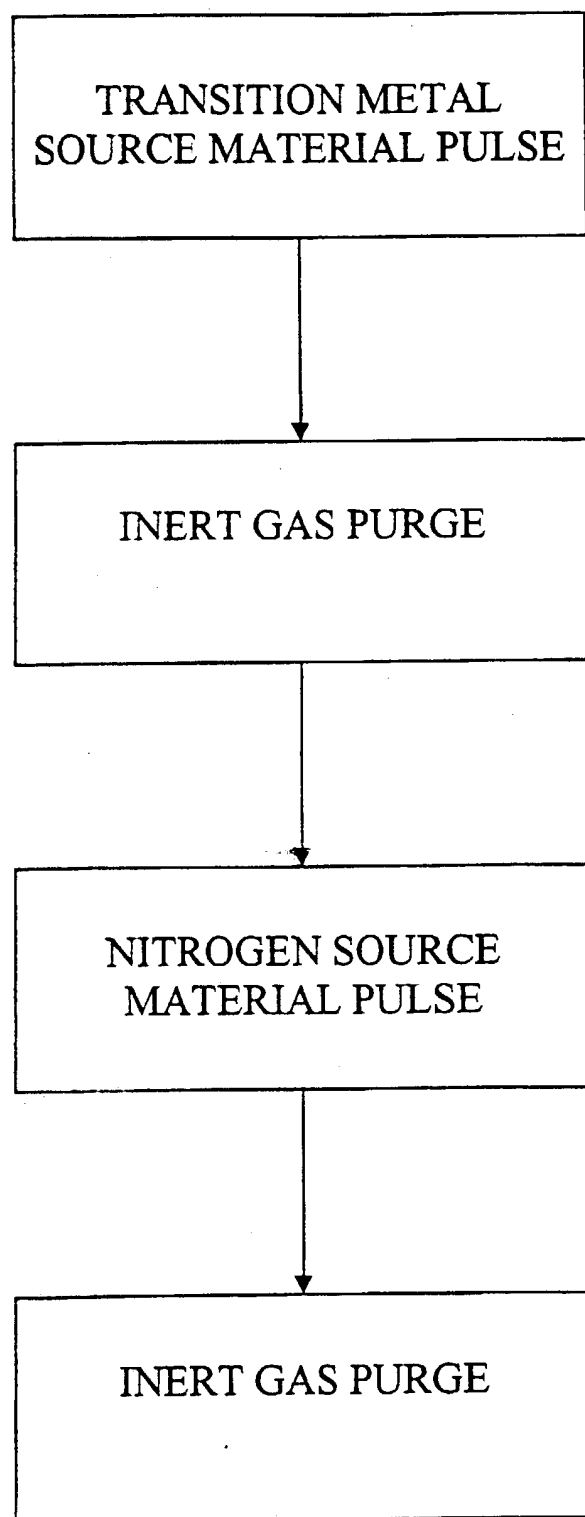 TRANSITION METAL
SOURCE MATERIAL PULSE
INERT GAS PURGE
NITROGEN SOURCE
MATERIAL PULSE
INERT GAS PURGE